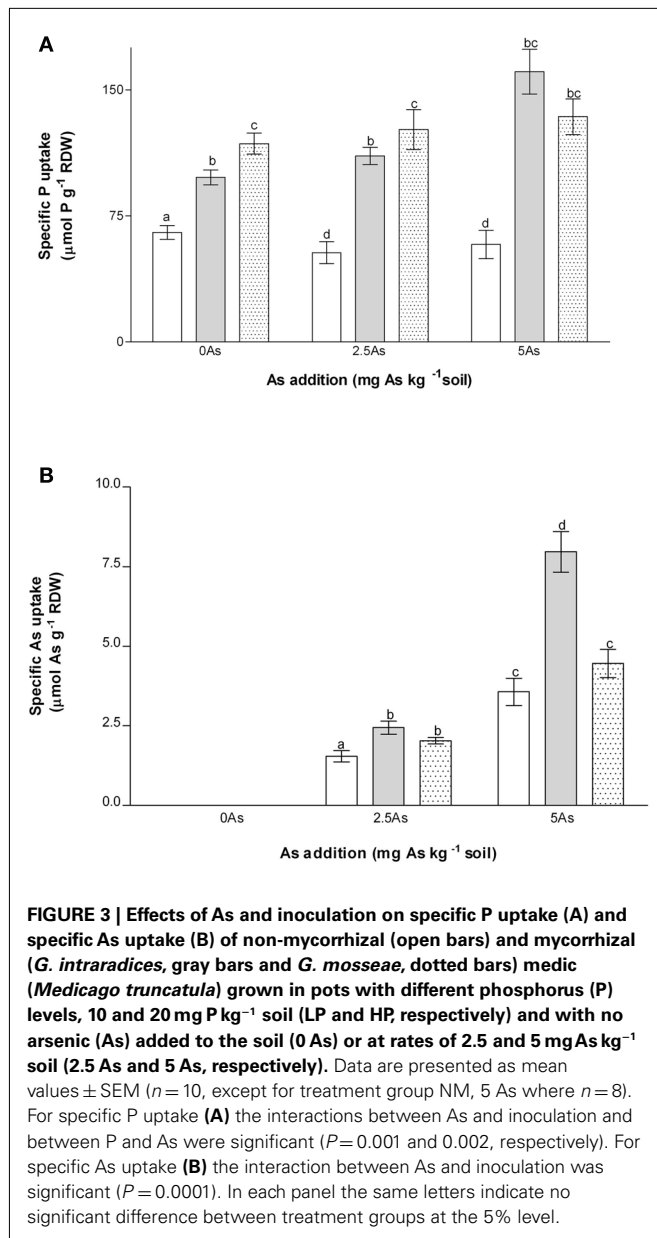 A
Specific P uptake
(μmol P g⁻¹ RDW)
150
75
0
a
b
c
d
b
c
d
bc
bc
0As
2.5As
5As
As addition (mg As kg ⁻¹ soil)
B
Specific As uptake
(μmol As g⁻¹ RDW)
10.0
7.5
5.0
2.5
0.0
a
b
b
c
d
c
0As
2.5As
5As
As addition (mg As kg ⁻¹ soil)
FIGURE 3 | Effects of As and inoculation on specific P uptake (A) and
specific As uptake (B) of non-mycorrhizal (open bars) and mycorrhizal
(G. intraradices, gray bars and G. mosseae, dotted bars) medic
(Medicago truncatula) grown in pots with different phosphorus (P)
levels, 10 and 20 mg P kg⁻¹ soil (LP and HP, respectively) and with no
arsenic (As) added to the soil (0 As) or at rates of 2.5 and 5 mg As kg⁻¹
soil (2.5 As and 5 As, respectively). Data are presented as mean
values ± SEM (n = 10, except for treatment group NM, 5 As where n = 8).
For specific P uptake (A) the interactions between As and inoculation and
between P and As were significant (P = 0.001 and 0.002, respectively). For
specific As uptake (B) the interaction between As and inoculation was
significant (P = 0.0001). In each panel the same letters indicate no
significant difference between treatment groups at the 5% level.